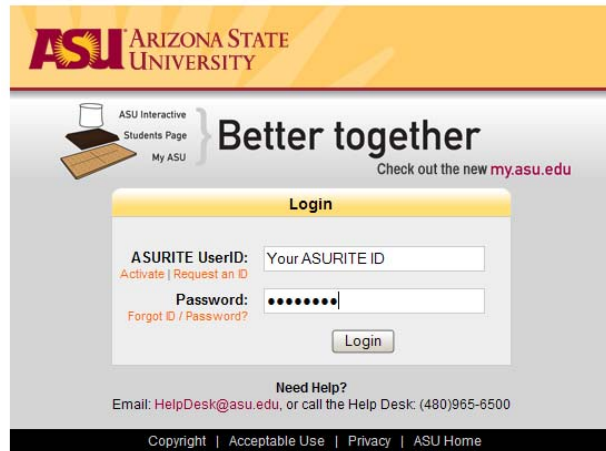 ASU ARIZONA STATE
UNIVERSITY
ASU Interactive
Students Page
My ASU
Better together
Check out the new my.asu.edu
Login
ASURITE UserID: Your ASURITE ID
Activate | Request an ID
Password: ●●●●●●●●
Forgot ID / Password?
Login
Need Help?
Email: HelpDesk@asu.edu, or call the Help Desk: (480)965-6500
Copyright | Acceptable Use | Privacy | ASU Home